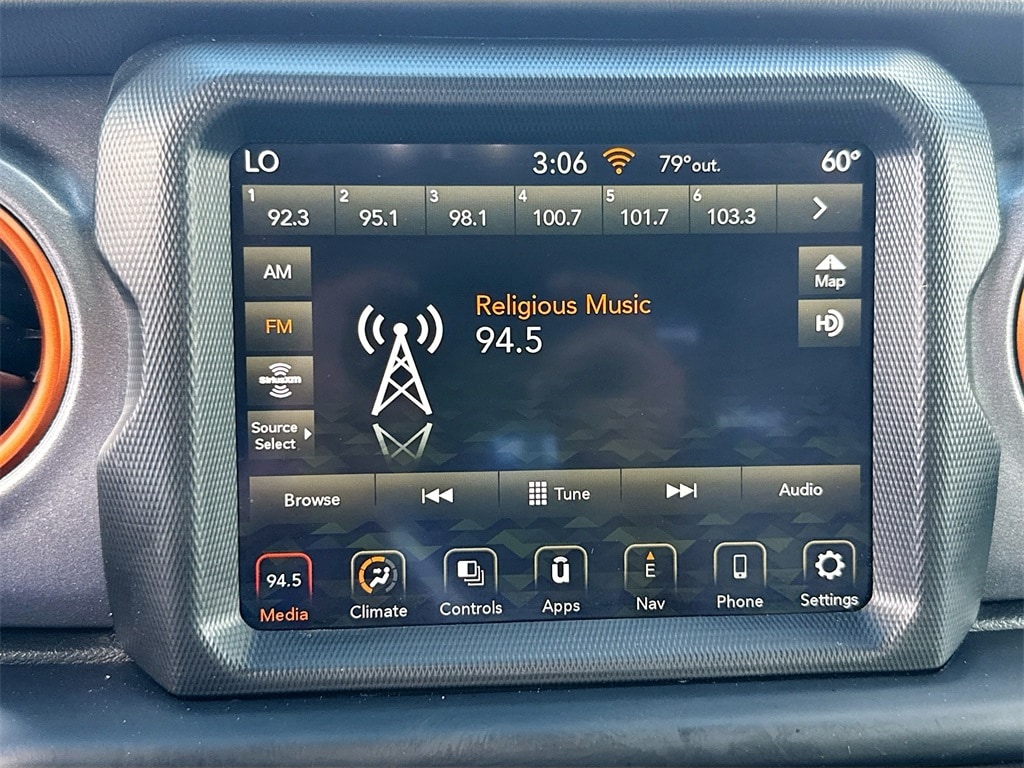 LO 3:06 79° out. 60°
1 92.3 2 95.1 3 98.1 4 100.7 5 101.7 6 103.3
AM
Map
Religious Music
FM
HD
94.5
SiriusXM
Source
Select
Browse Tune Audio
94.5 E
Media Climate Controls Apps Nav Phone Settings